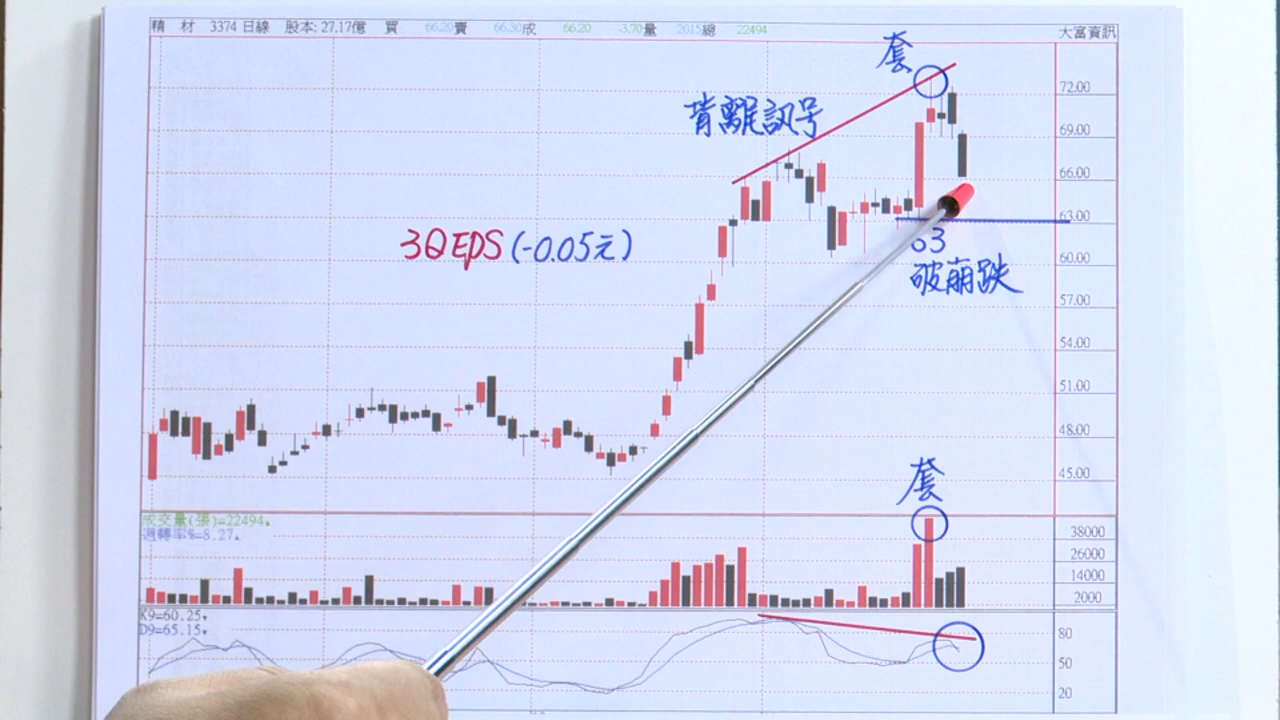 精 材 3374 日線 股本: 27.17億 買 66.20 賣 66.30 成 66.20 -3.70 量 2015 總 22494 大富資訊
套
72.00
背離訊号
69.00
66.00
63.00
3Q EPS (-0.05元)
63
60.00
破崩跌
57.00
54.00
51.00
48.00
45.00
套
成交量(張)=22494
週轉率%=8.27
38000
26000
14000
2000
K9=60.25
D9=65.15
80
50
20